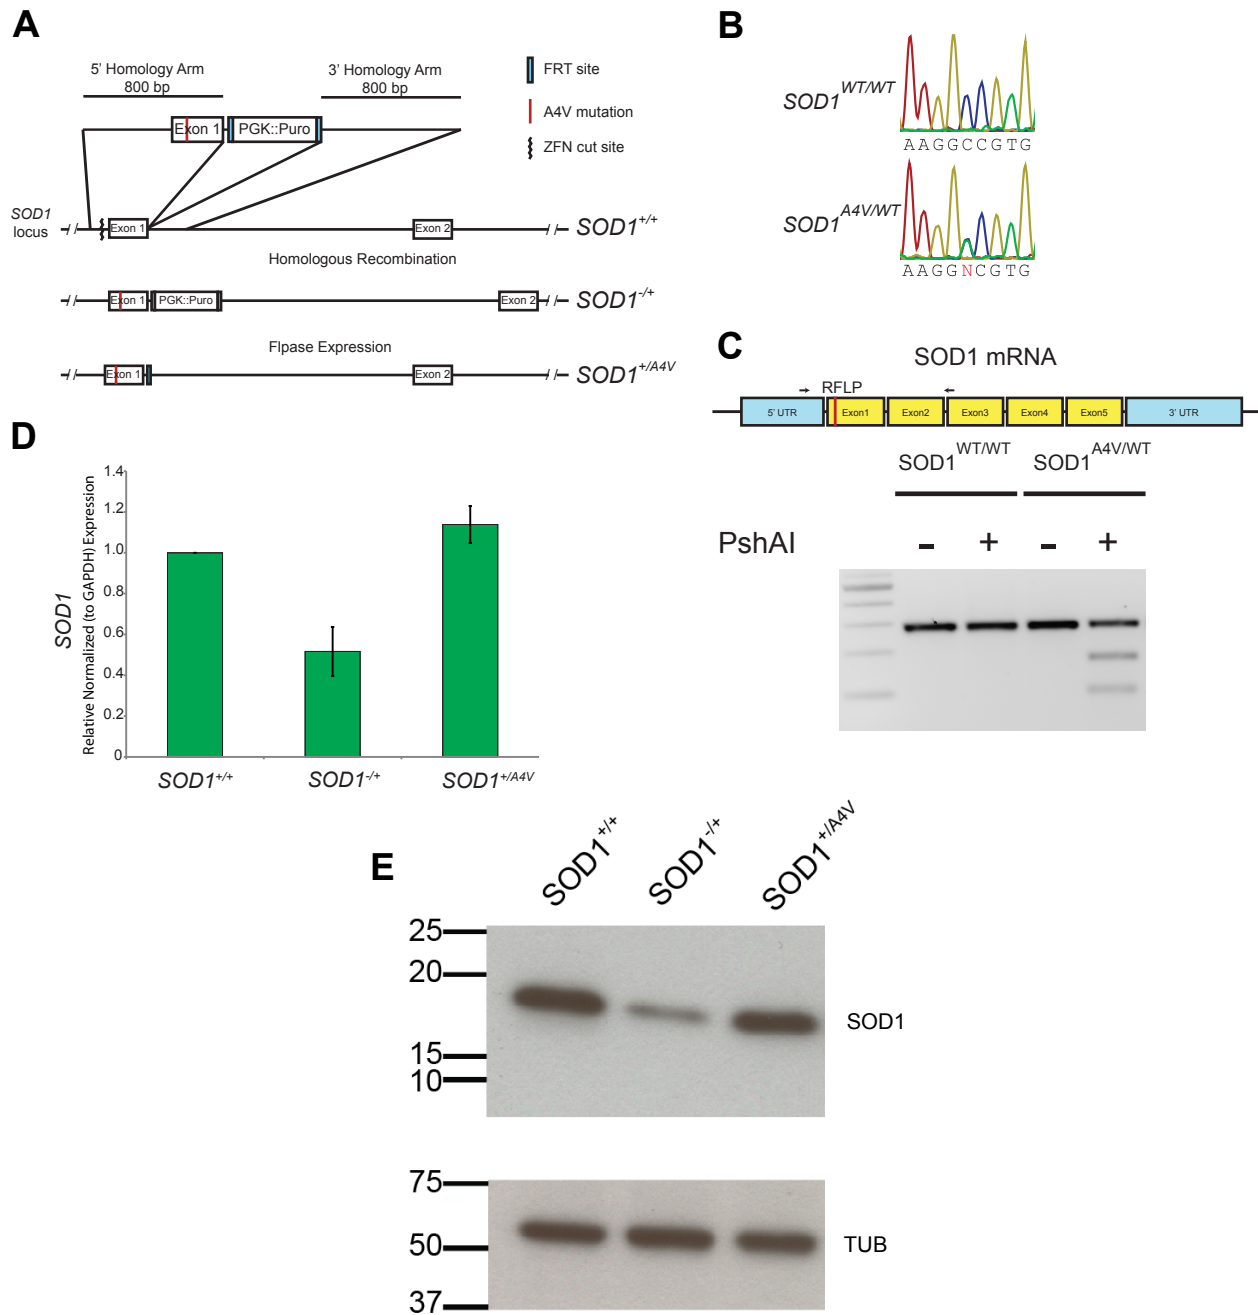 A
5' Homology Arm
800 bp
3' Homology Arm
800 bp
FRT site
A4V mutation
ZFN cut site
Exon 1
PGK::Puro
SOD1
locus
Exon 1
Exon 2
SOD1+/+
Homologous Recombination
Exon 1
PGK::Puro
Exon 2
SOD1-/+
Flpase Expression
Exon 1
Exon 2
SOD1+/A4V
B
SOD1WT/WT
AAGGCCGTG
SOD1A4V/WT
AAGGNCGTG
C
SOD1 mRNA
RFLP
5' UTR
Exon1
Exon2
Exon3
Exon4
Exon5
3' UTR
SOD1WT/WT
SOD1A4V/WT
PshAI
- + - +
D
SOD1
Relative Normalized (to GAPDH) Expression
1.4
1.2
1.0
0.8
0.6
0.4
0.2
0
SOD1+/+
SOD1-/+
SOD1+/A4V
E
SOD1+/+
SOD1-/+
SOD1+/A4V
25
20
15
10
SOD1
75
50
37
TUB